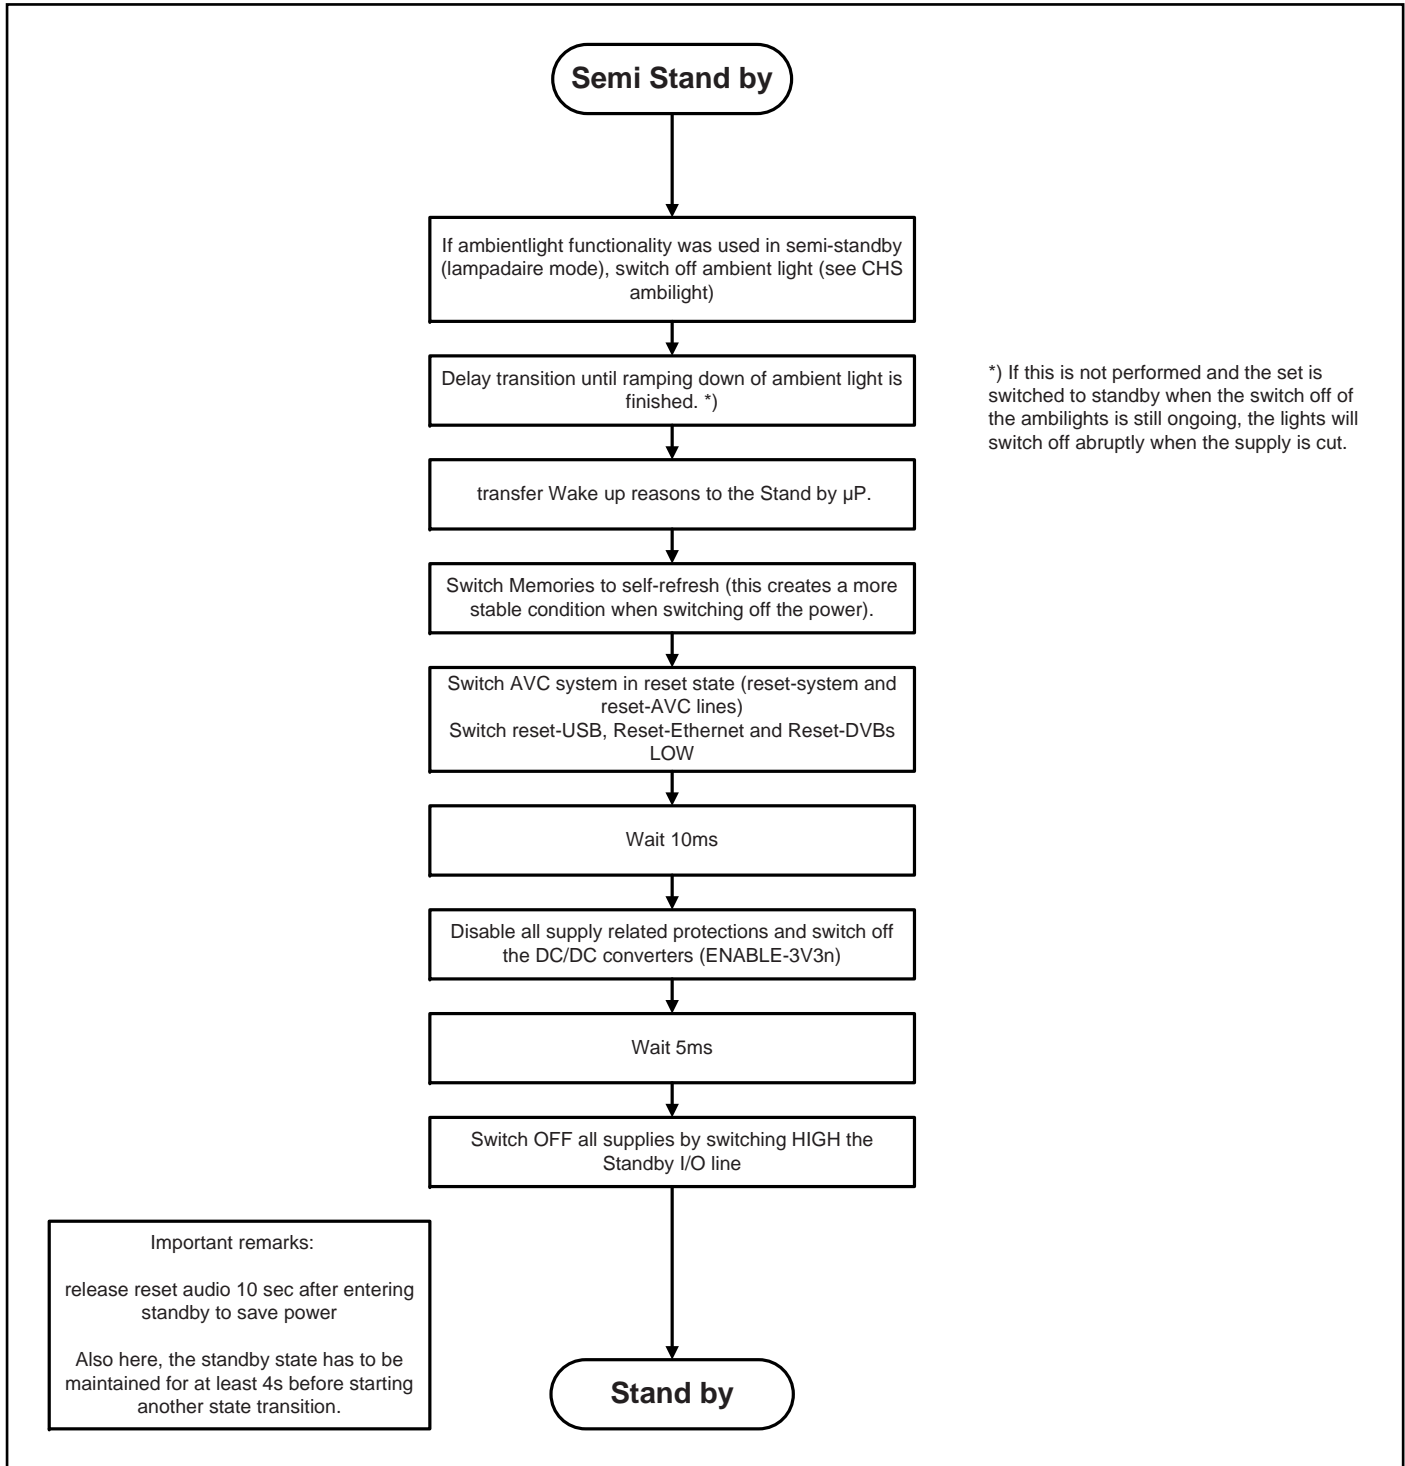 Semi Stand by
If ambientlight functionality was used in semi-standby
(lampadaire mode), switch off ambient light (see CHS
ambilight)
Delay transition until ramping down of ambient light is
finished. *)
*) If this is not performed and the set is
switched to standby when the switch off of
the ambilights is still ongoing, the lights will
switch off abruptly when the supply is cut.
transfer Wake up reasons to the Stand by µP.
Switch Memories to self-refresh (this creates a more
stable condition when switching off the power).
Switch AVC system in reset state (reset-system and
reset-AVC lines)
Switch reset-USB, Reset-Ethernet and Reset-DVBs
LOW
Wait 10ms
Disable all supply related protections and switch off
the DC/DC converters (ENABLE-3V3n)
Wait 5ms
Switch OFF all supplies by switching HIGH the
Standby I/O line
Important remarks:
release reset audio 10 sec after entering
standby to save power
Also here, the standby state has to be
maintained for at least 4s before starting
another state transition.
Stand by